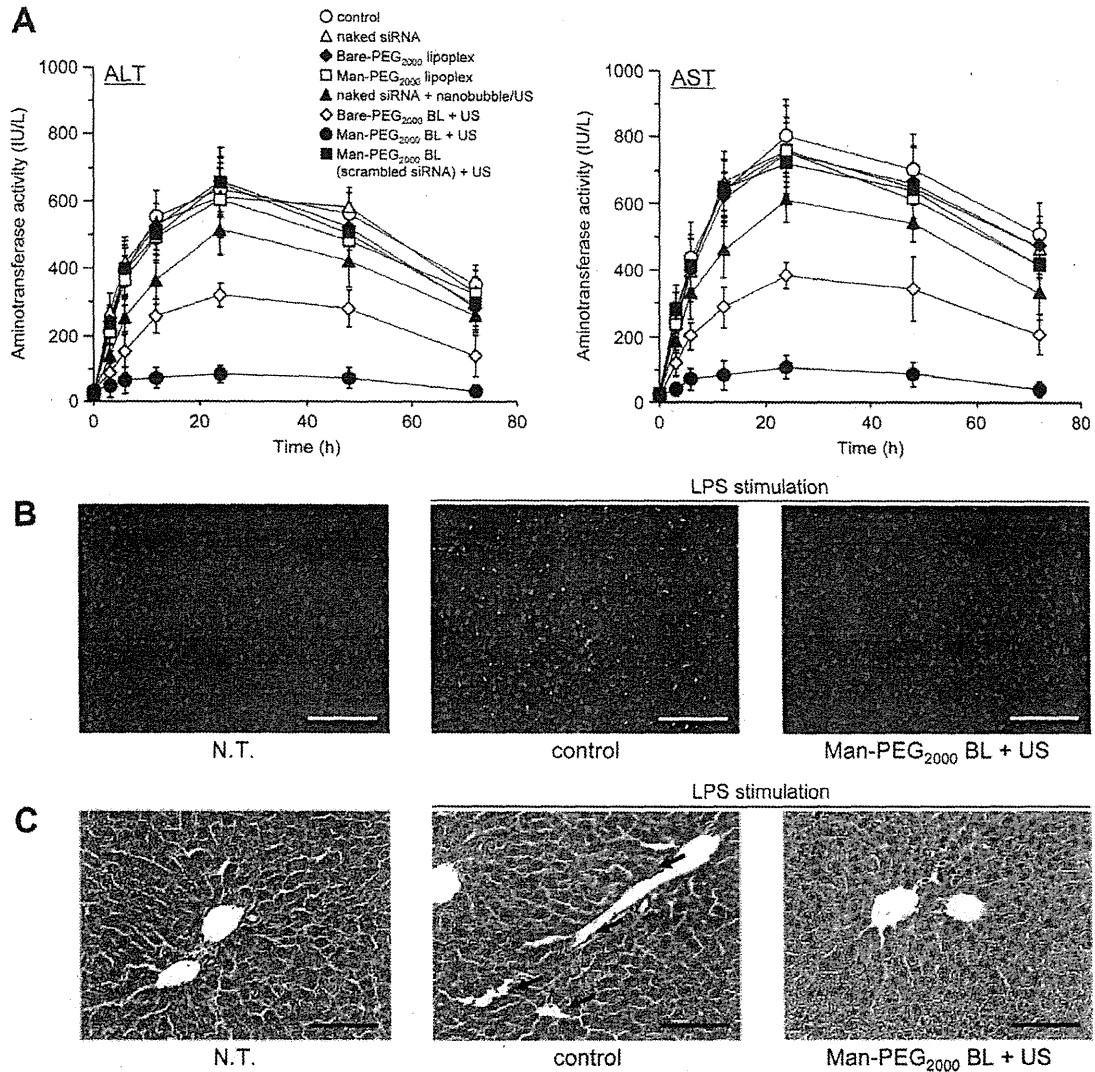 A
control
naked siRNA
Bare-PEG2000 lipoplex
Man-PEG2000 lipoplex
naked siRNA + nanobubble/US
Bare-PEG2000 BL + US
Man-PEG2000 BL + US
Man-PEG2000 BL
(scrambled siRNA) + US
ALT
1000
800
600
400
200
0
Aminotransferase activity (IU/L)
0
20
40
60
80
Time (h)
AST
1000
800
600
400
200
0
Aminotransferase activity (IU/L)
0
20
40
60
80
Time (h)
B
LPS stimulation
N.T.
control
Man-PEG2000 BL + US
C
LPS stimulation
N.T.
control
Man-PEG2000 BL + US